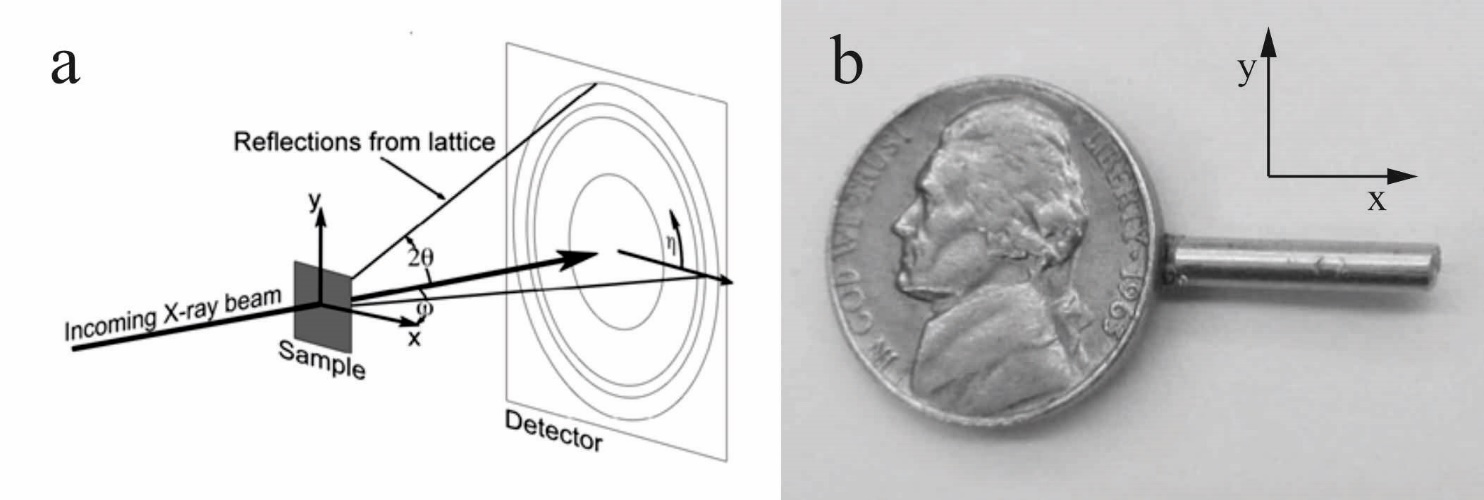 a
Reflections from lattice
y
2θ
η
Incoming X-ray beam
ω
x
Sample
Detector
b
y
x
IN GOD WE TRUST
LIBERTY · 1963